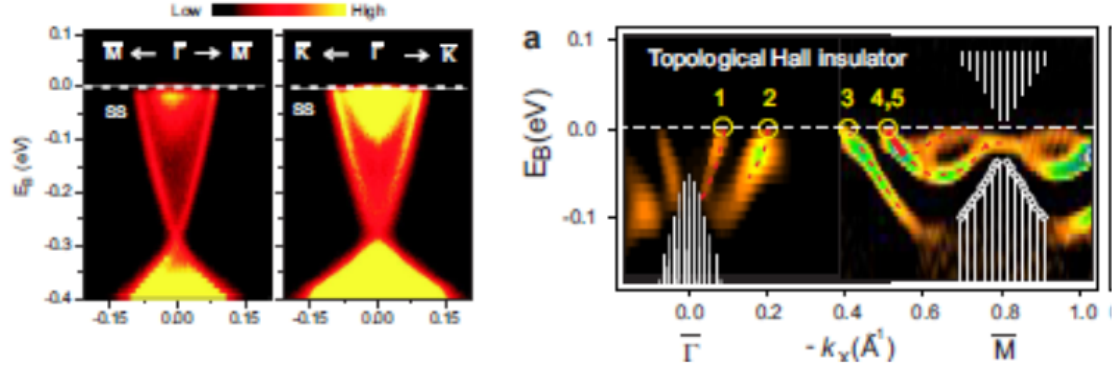 Low High
M̅ ← Γ̅ → M̅
K̅ ← Γ̅ → K̅
SS
SS
E_B (eV)
0.1
0.0
-0.1
-0.2
-0.3
-0.4
-0.15 0.00 0.15
-0.15 0.00 0.15
a
Topological Hall insulator
1 2 3 4,5
E_B(eV)
0.1
0.0
-0.1
0.0 0.2 0.4 0.6 0.8 1.0
Γ̅ - k_x(Å⁻¹) M̅